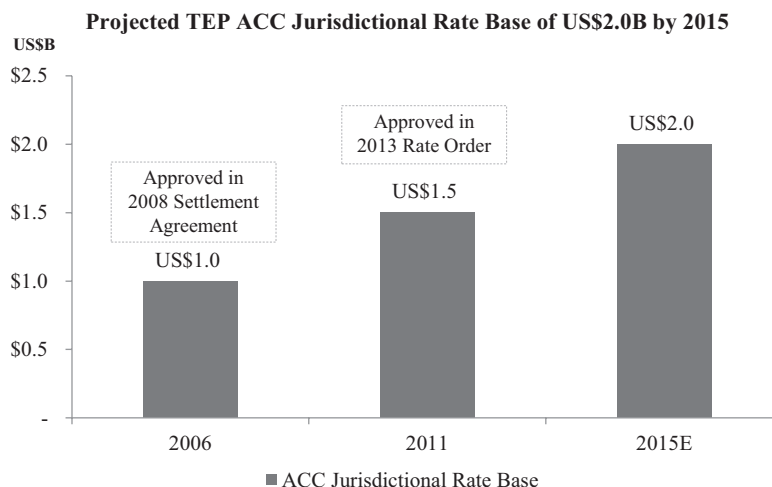 Projected TEP ACC Jurisdictional Rate Base of US$2.0B by 2015
US$B
$2.5
$2.0
$1.5
$1.0
$0.5
-
Approved in
2008 Settlement
Agreement
US$1.0
Approved in
2013 Rate Order
US$1.5
US$2.0
2006
2011
2015E
ACC Jurisdictional Rate Base